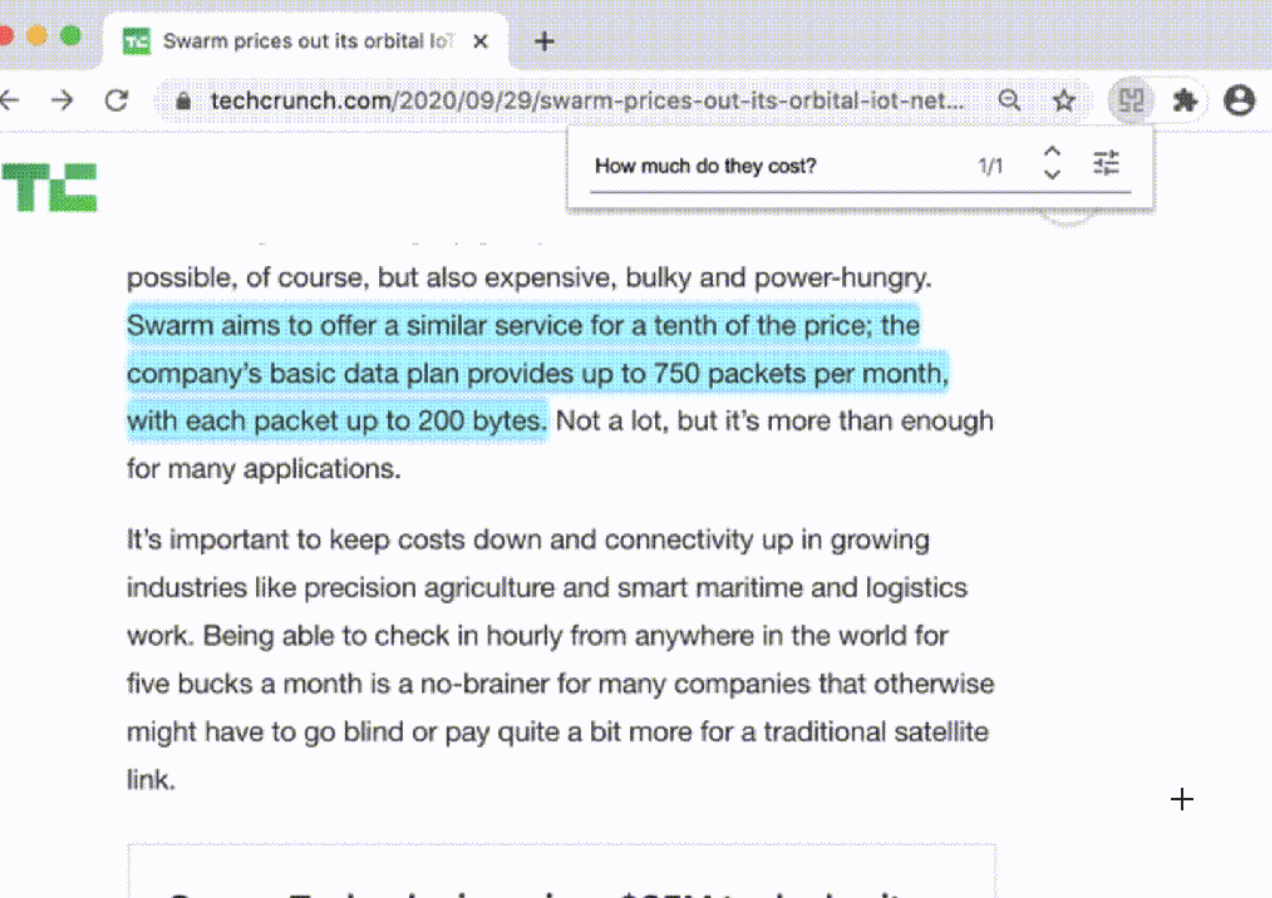 Swarm prices out its orbital IoT
techcrunch.com/2020/09/29/swarm-prices-out-its-orbital-iot-net...
How much do they cost? 1/1
TC
possible, of course, but also expensive, bulky and power-hungry.
Swarm aims to offer a similar service for a tenth of the price; the
company’s basic data plan provides up to 750 packets per month,
with each packet up to 200 bytes. Not a lot, but it’s more than enough
for many applications.
It’s important to keep costs down and connectivity up in growing
industries like precision agriculture and smart maritime and logistics
work. Being able to check in hourly from anywhere in the world for
five bucks a month is a no-brainer for many companies that otherwise
might have to go blind or pay quite a bit more for a traditional satellite
link.